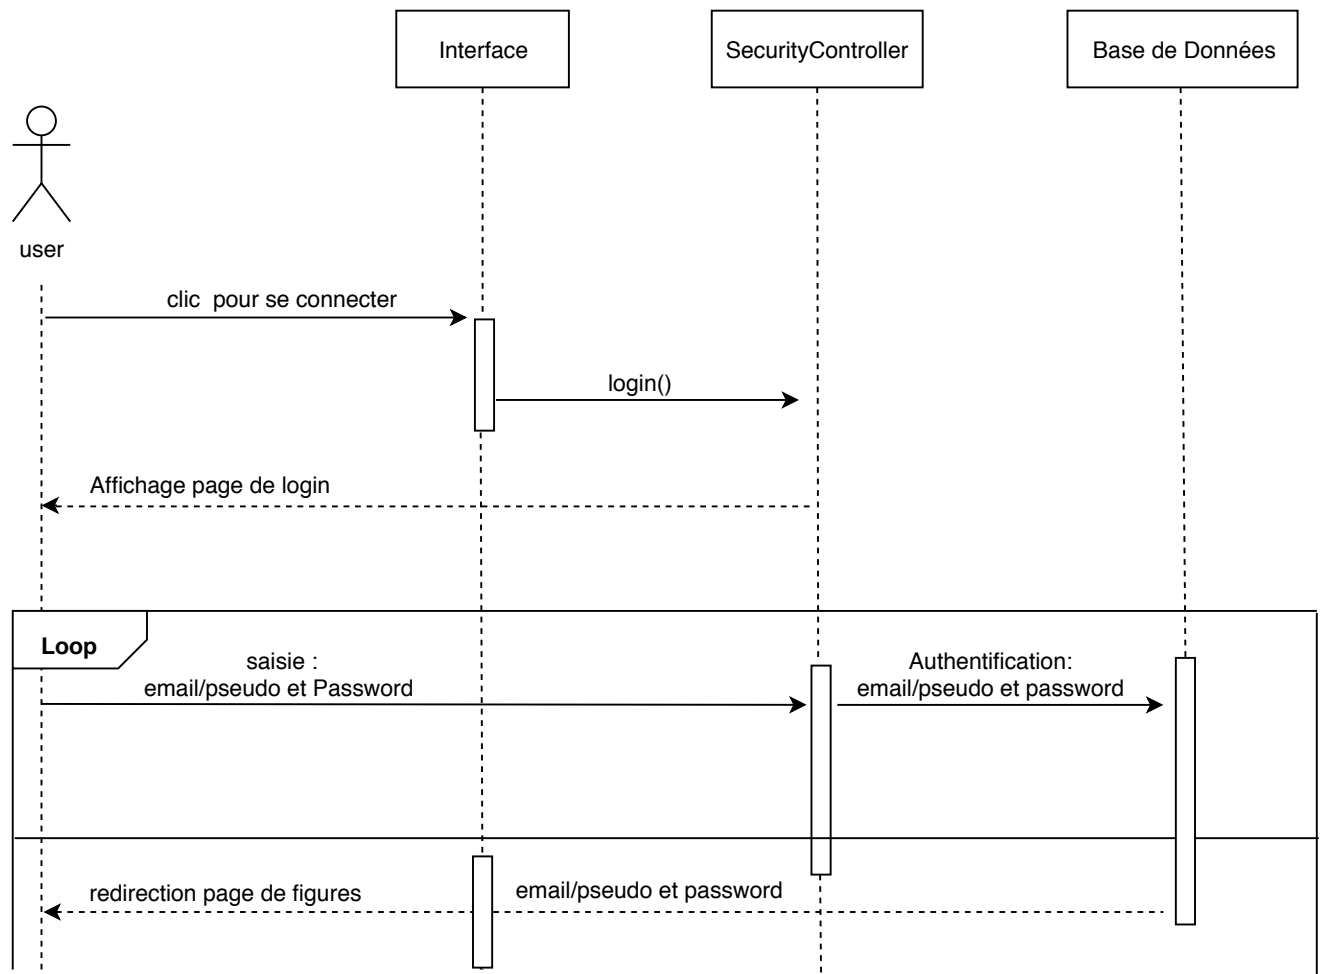 Interface
SecurityController
Base de Données
user
clic  pour se connecter
login()
Affichage page de login
Loop
saisie :
email/pseudo et Password
Authentification:
email/pseudo et password
redirection page de figures
email/pseudo et password